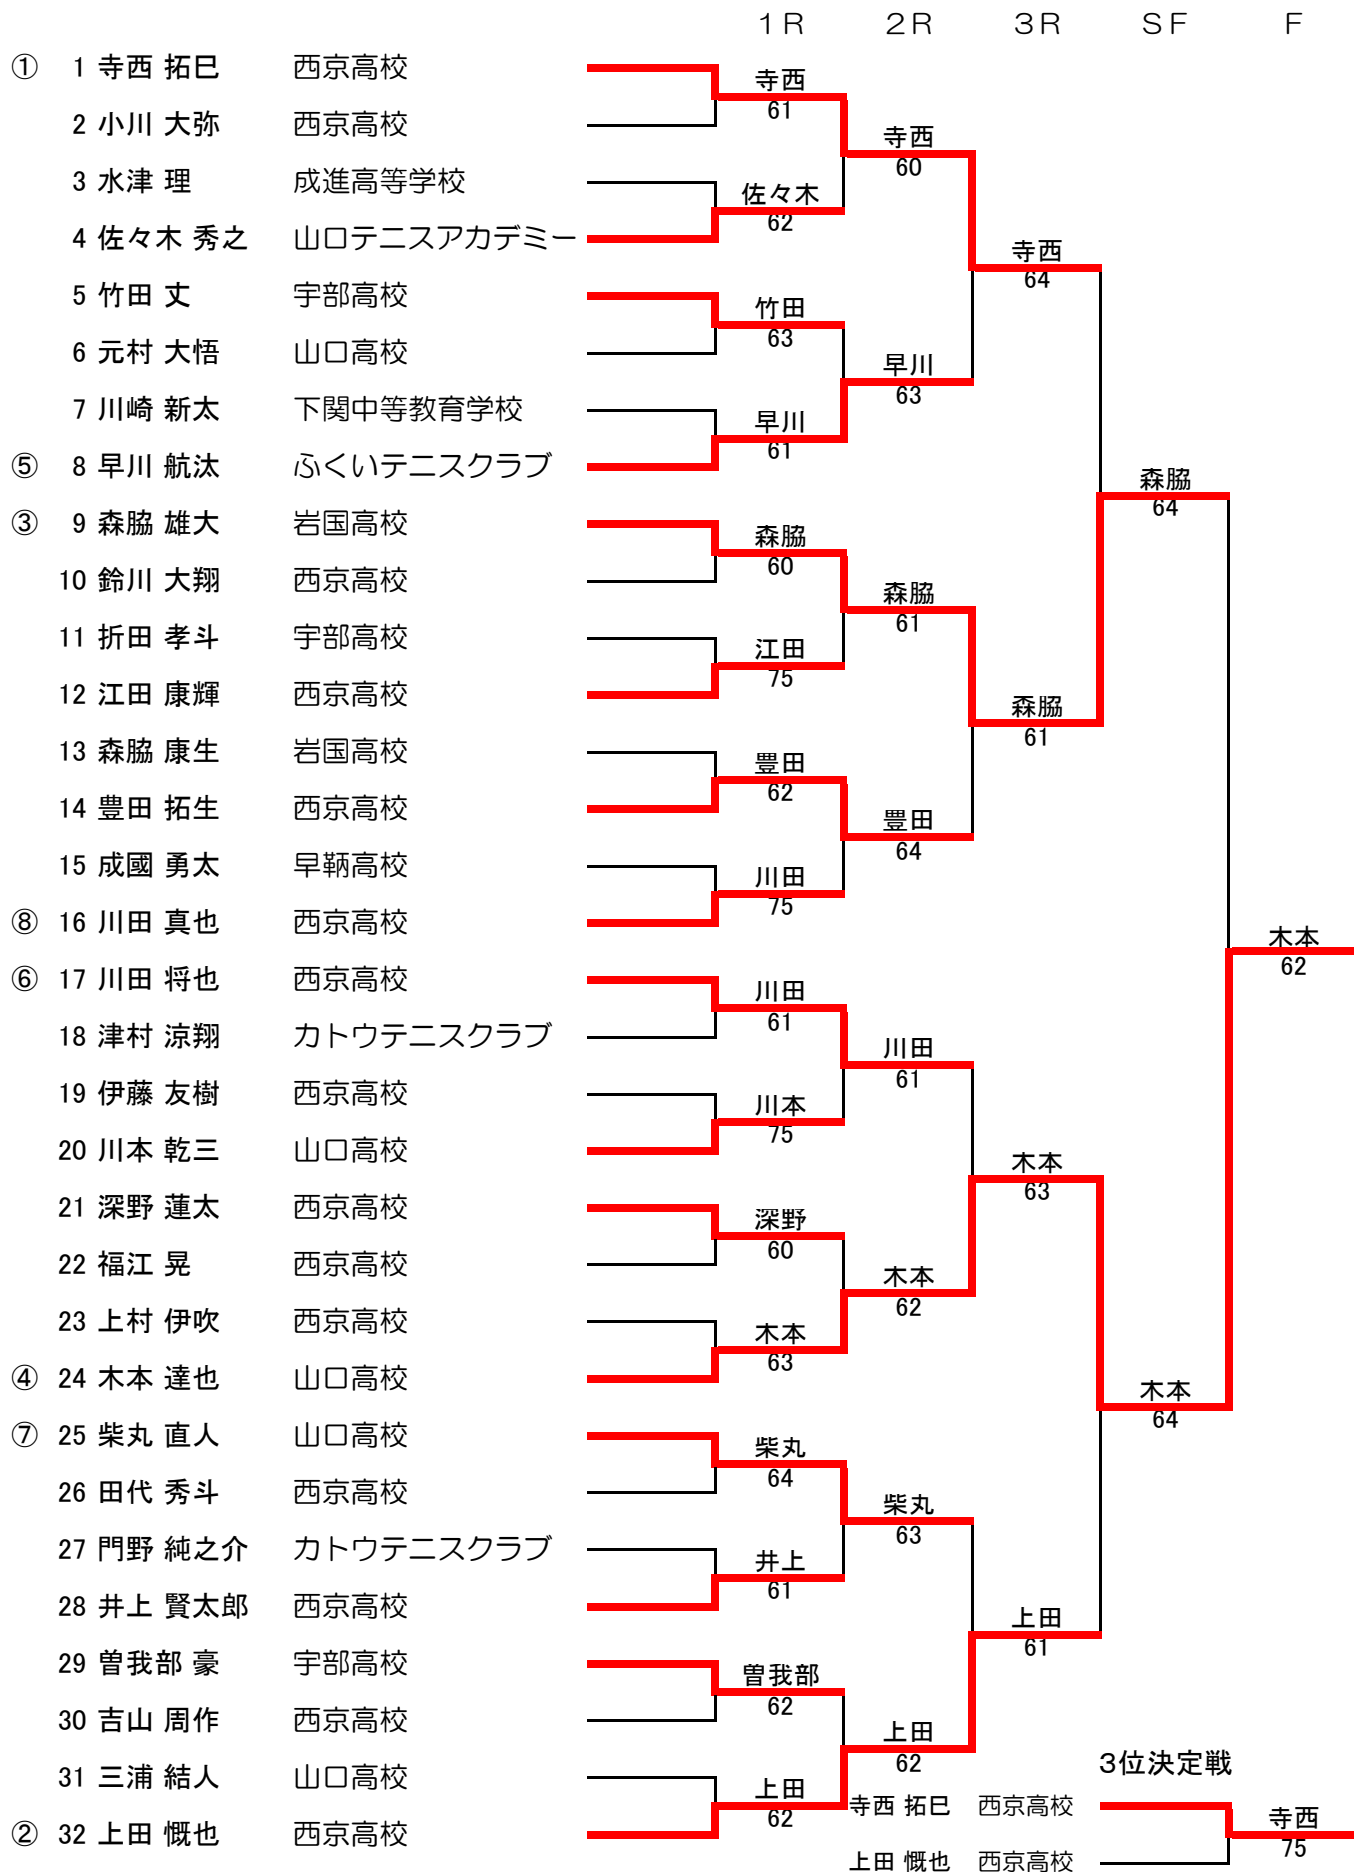 1R 2R 3R SF F
① 1 寺西 拓巳 西京高校
寺西
61
2 小川 大弥 西京高校
寺西
60
3 水津 理 成進高等学校
佐々木
62
4 佐々木 秀之 山口テニスアカデミー
寺西
64
5 竹田 丈 宇部高校
竹田
63
6 元村 大悟 山口高校
早川
63
7 川崎 新太 下関中等教育学校
早川
61
⑤ 8 早川 航汰 ふくいテニスクラブ
森脇
64
③ 9 森脇 雄大 岩国高校
森脇
60
10 鈴川 大翔 西京高校
森脇
61
11 折田 孝斗 宇部高校
江田
75
12 江田 康輝 西京高校
森脇
61
13 森脇 康生 岩国高校
豊田
62
14 豊田 拓生 西京高校
豊田
64
15 成國 勇太 早鞆高校
川田
75
⑧ 16 川田 真也 西京高校
木本
62
⑥ 17 川田 将也 西京高校
川田
61
18 津村 涼翔 カトウテニスクラブ
川田
61
19 伊藤 友樹 西京高校
川本
75
20 川本 乾三 山口高校
木本
63
21 深野 蓮太 西京高校
深野
60
22 福江 晃 西京高校
木本
62
23 上村 伊吹 西京高校
木本
63
④ 24 木本 達也 山口高校
木本
64
⑦ 25 柴丸 直人 山口高校
柴丸
64
26 田代 秀斗 西京高校
柴丸
63
27 門野 純之介 カトウテニスクラブ
井上
61
28 井上 賢太郎 西京高校
上田
61
29 曽我部 豪 宇部高校
曽我部
62
30 吉山 周作 西京高校
上田
62
31 三浦 結人 山口高校
上田
62
② 32 上田 慨也 西京高校
3位決定戦
寺西 拓巳 西京高校
寺西
75
上田 慨也 西京高校